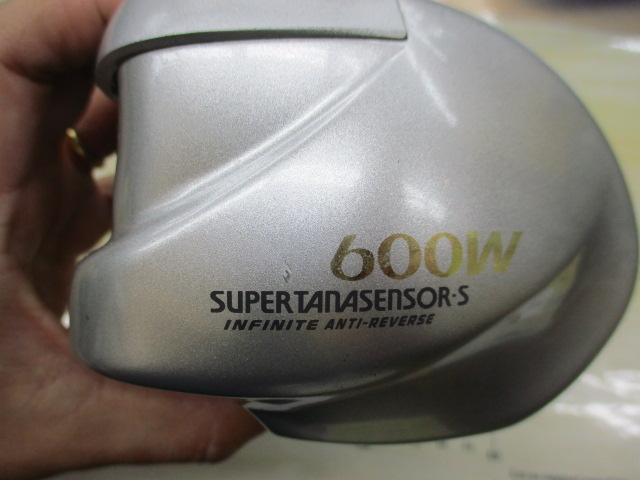 600W
SUPERTANASENSOR·S
INFINITE ANTI-REVERSE